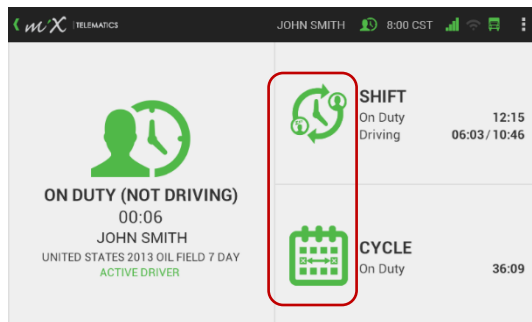 miX TELEMATICS
JOHN SMITH 8:00 CST
ON DUTY (NOT DRIVING)
00:06
JOHN SMITH
UNITED STATES 2013 OIL FIELD 7 DAY
ACTIVE DRIVER
SHIFT
On Duty 12:15
Driving 06:03/10:46
CYCLE
On Duty 36:09